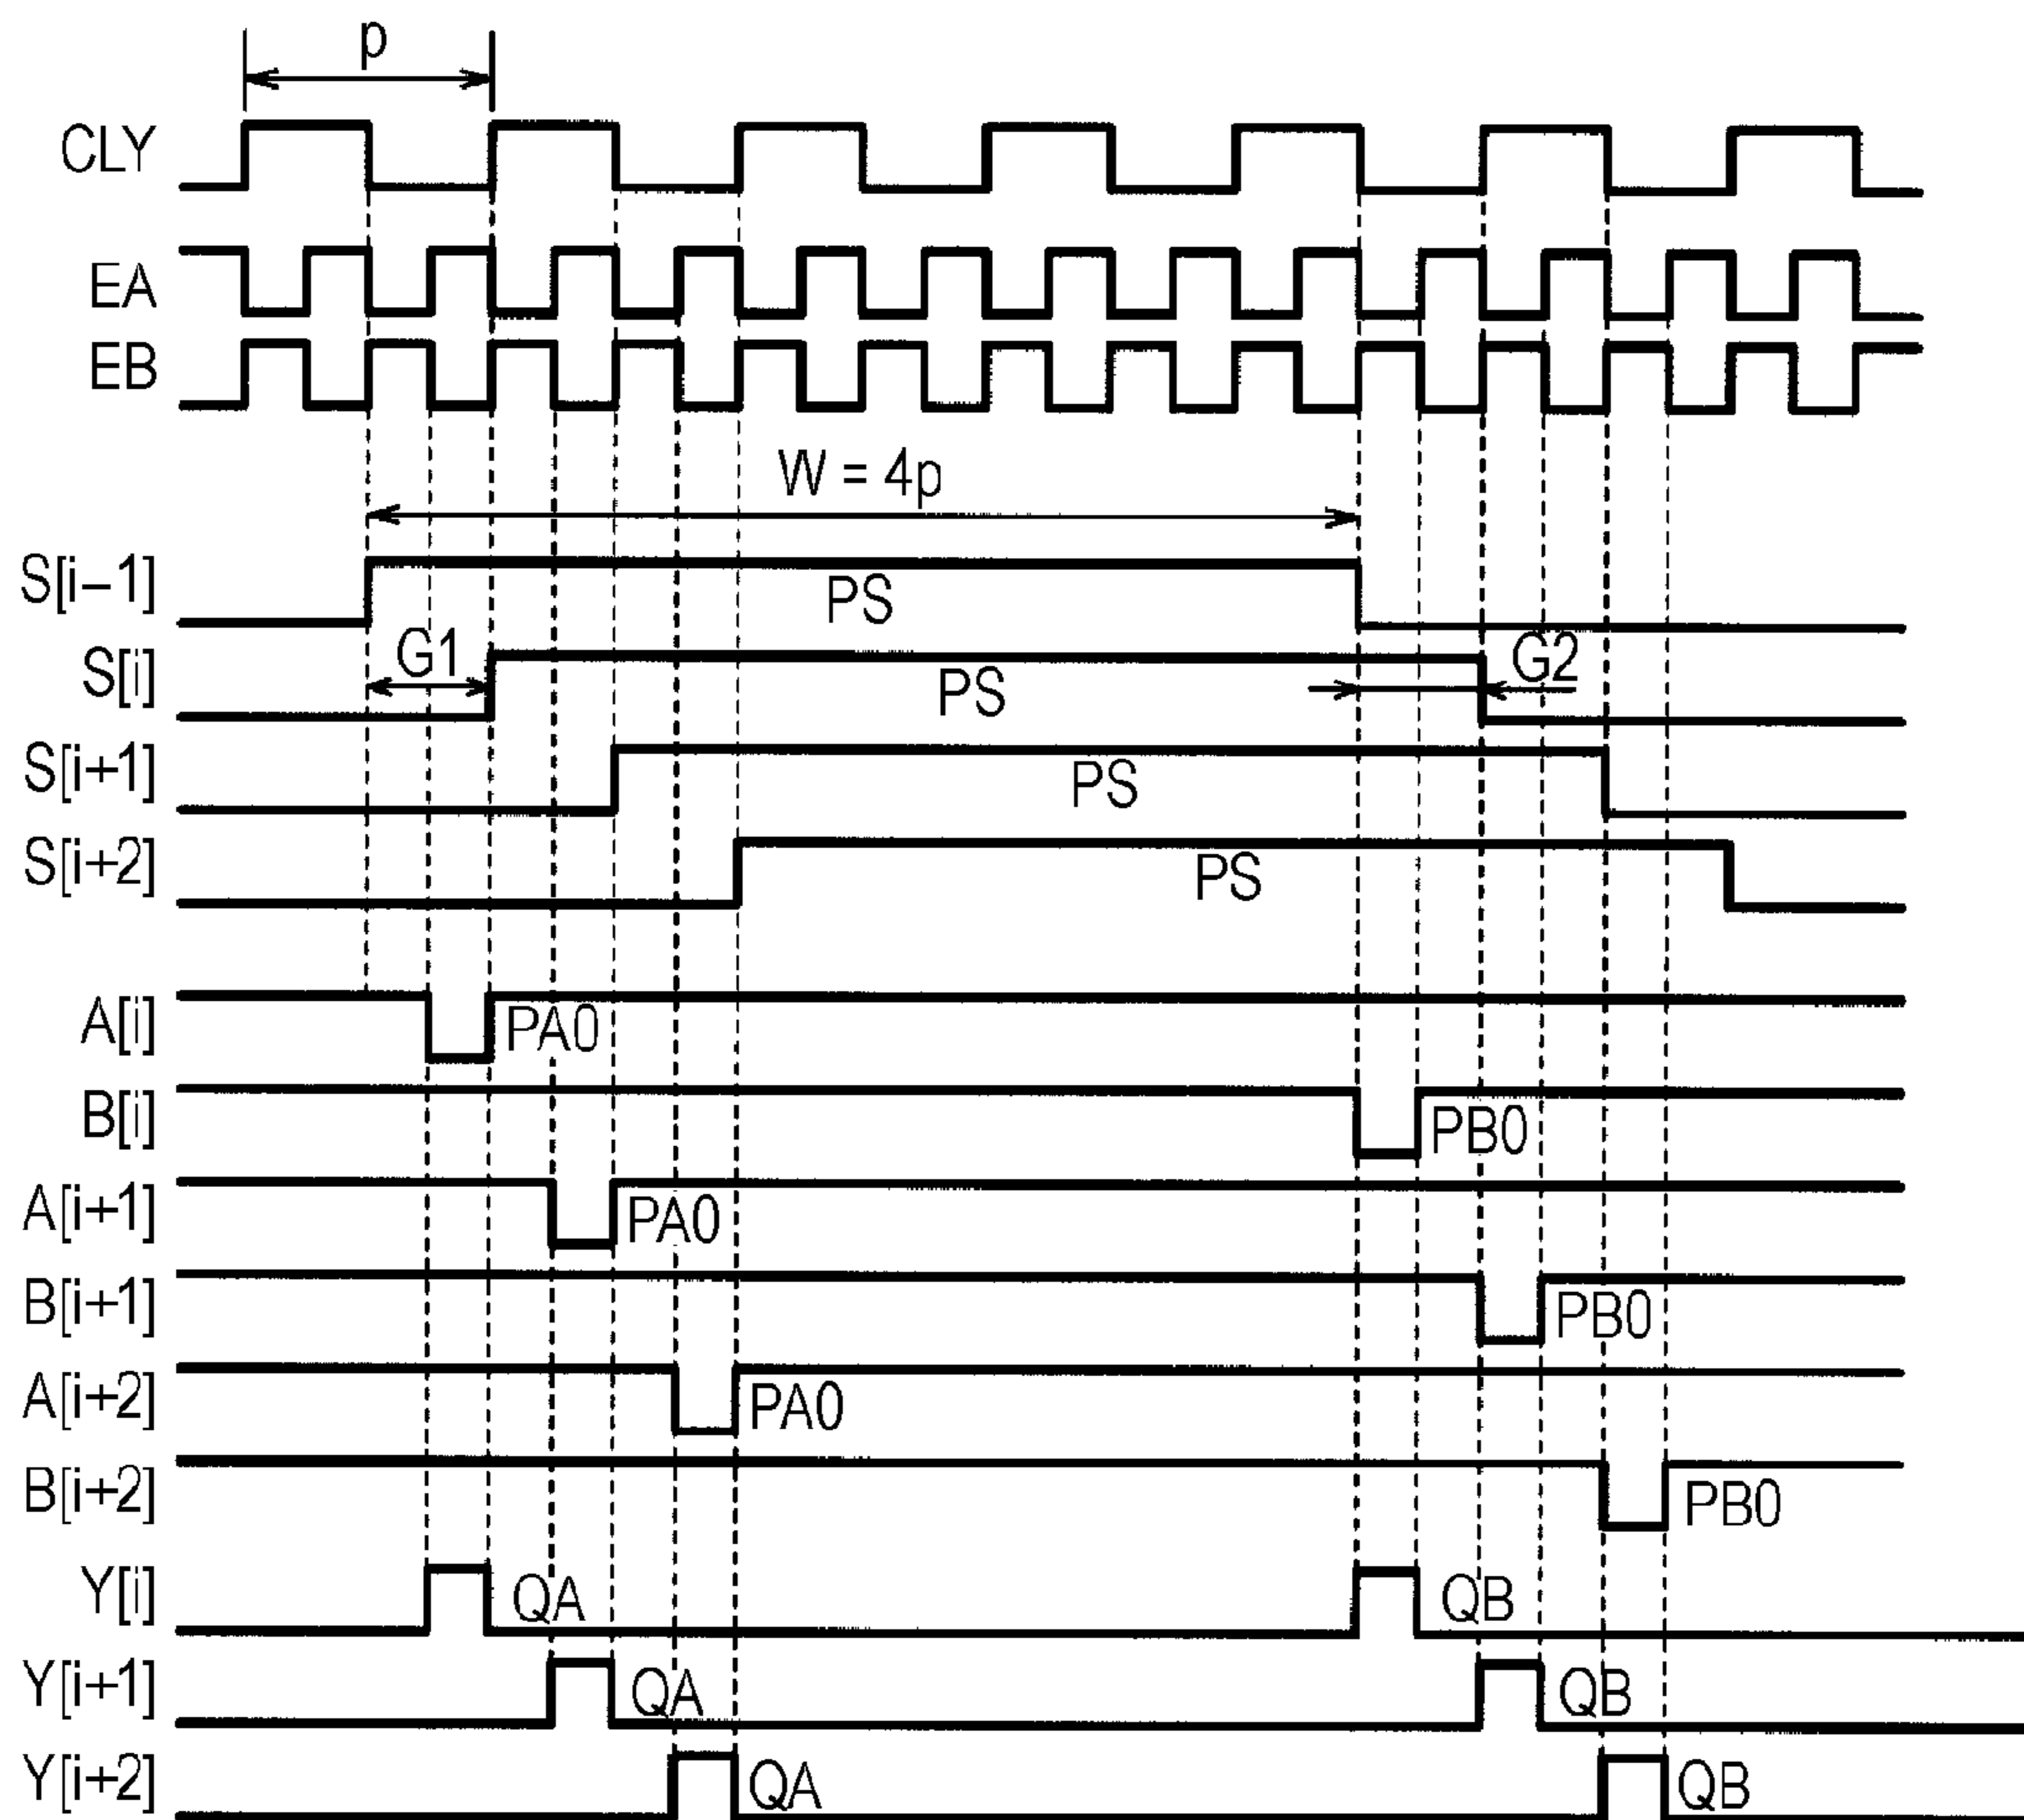 p
CLY
EA
EB
W = 4p
S[i−1]
PS
G1
G2
S[i]
PS
S[i+1]
PS
S[i+2]
PS
A[i]
PA0
B[i]
PB0
A[i+1]
PA0
B[i+1]
PB0
A[i+2]
PA0
B[i+2]
PB0
Y[i]
QA
QB
Y[i+1]
QA
QB
Y[i+2]
QA
QB